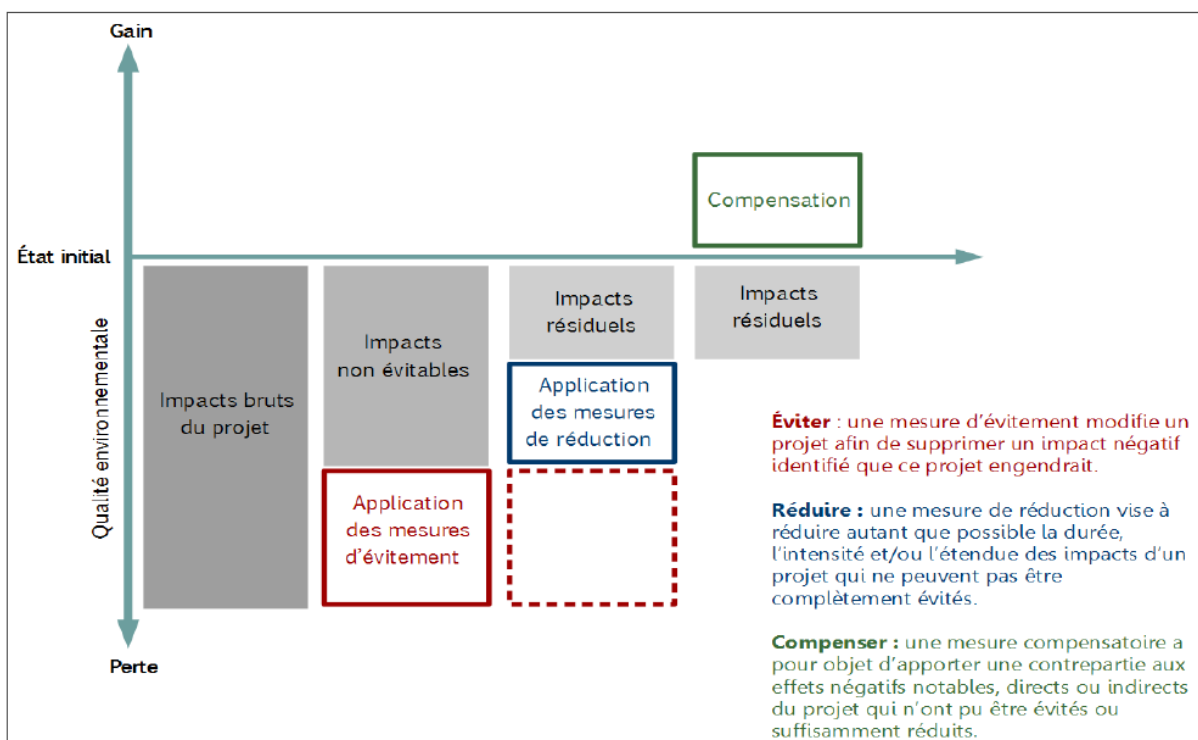 Gain
État initial
Qualité environnementale
Perte
Impacts bruts
du projet
Impacts
non évitables
Application
des mesures
d'évitement
Impacts
résiduels
Application
des mesures
de réduction
Compensation
Impacts
résiduels
Éviter : une mesure d'évitement modifie un
projet afin de supprimer un impact négatif
identifié que ce projet engendrait.
Réduire : une mesure de réduction vise à
réduire autant que possible la durée,
l'intensité et/ou l'étendue des impacts d'un
projet qui ne peuvent pas être
complètement évités.
Compenser : une mesure compensatoire a
pour objet d'apporter une contrepartie aux
effets négatifs notables, directs ou indirects
du projet qui n'ont pu être évités ou
suffisamment réduits.